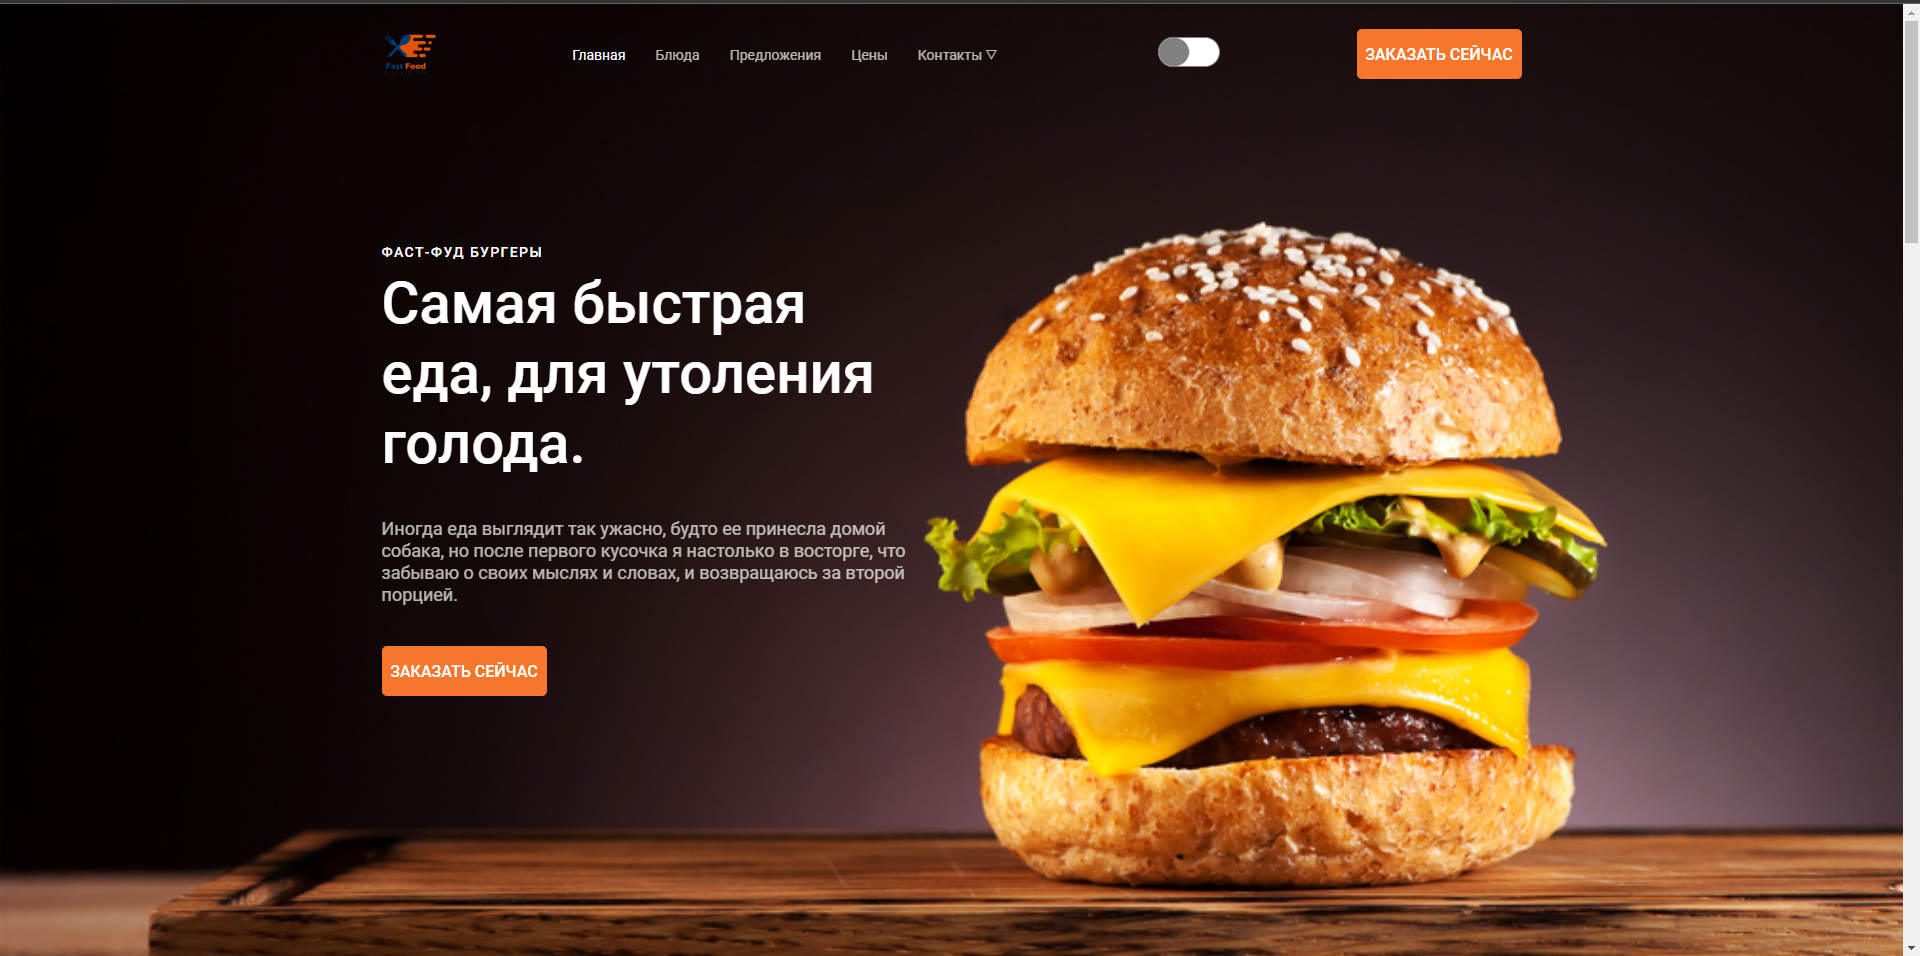 Fast Food
Главная
Блюда
Предложения
Цены
Контакты ▽
ЗАКАЗАТЬ СЕЙЧАС
ФАСТ-ФУД БУРГЕРЫ
Самая быстрая
еда, для утоления
голода.
Иногда еда выглядит так ужасно, будто ее принесла домой
собака, но после первого кусочка я настолько в восторге, что
забываю о своих мыслях и словах, и возвращаюсь за второй
порцией.
ЗАКАЗАТЬ СЕЙЧАС